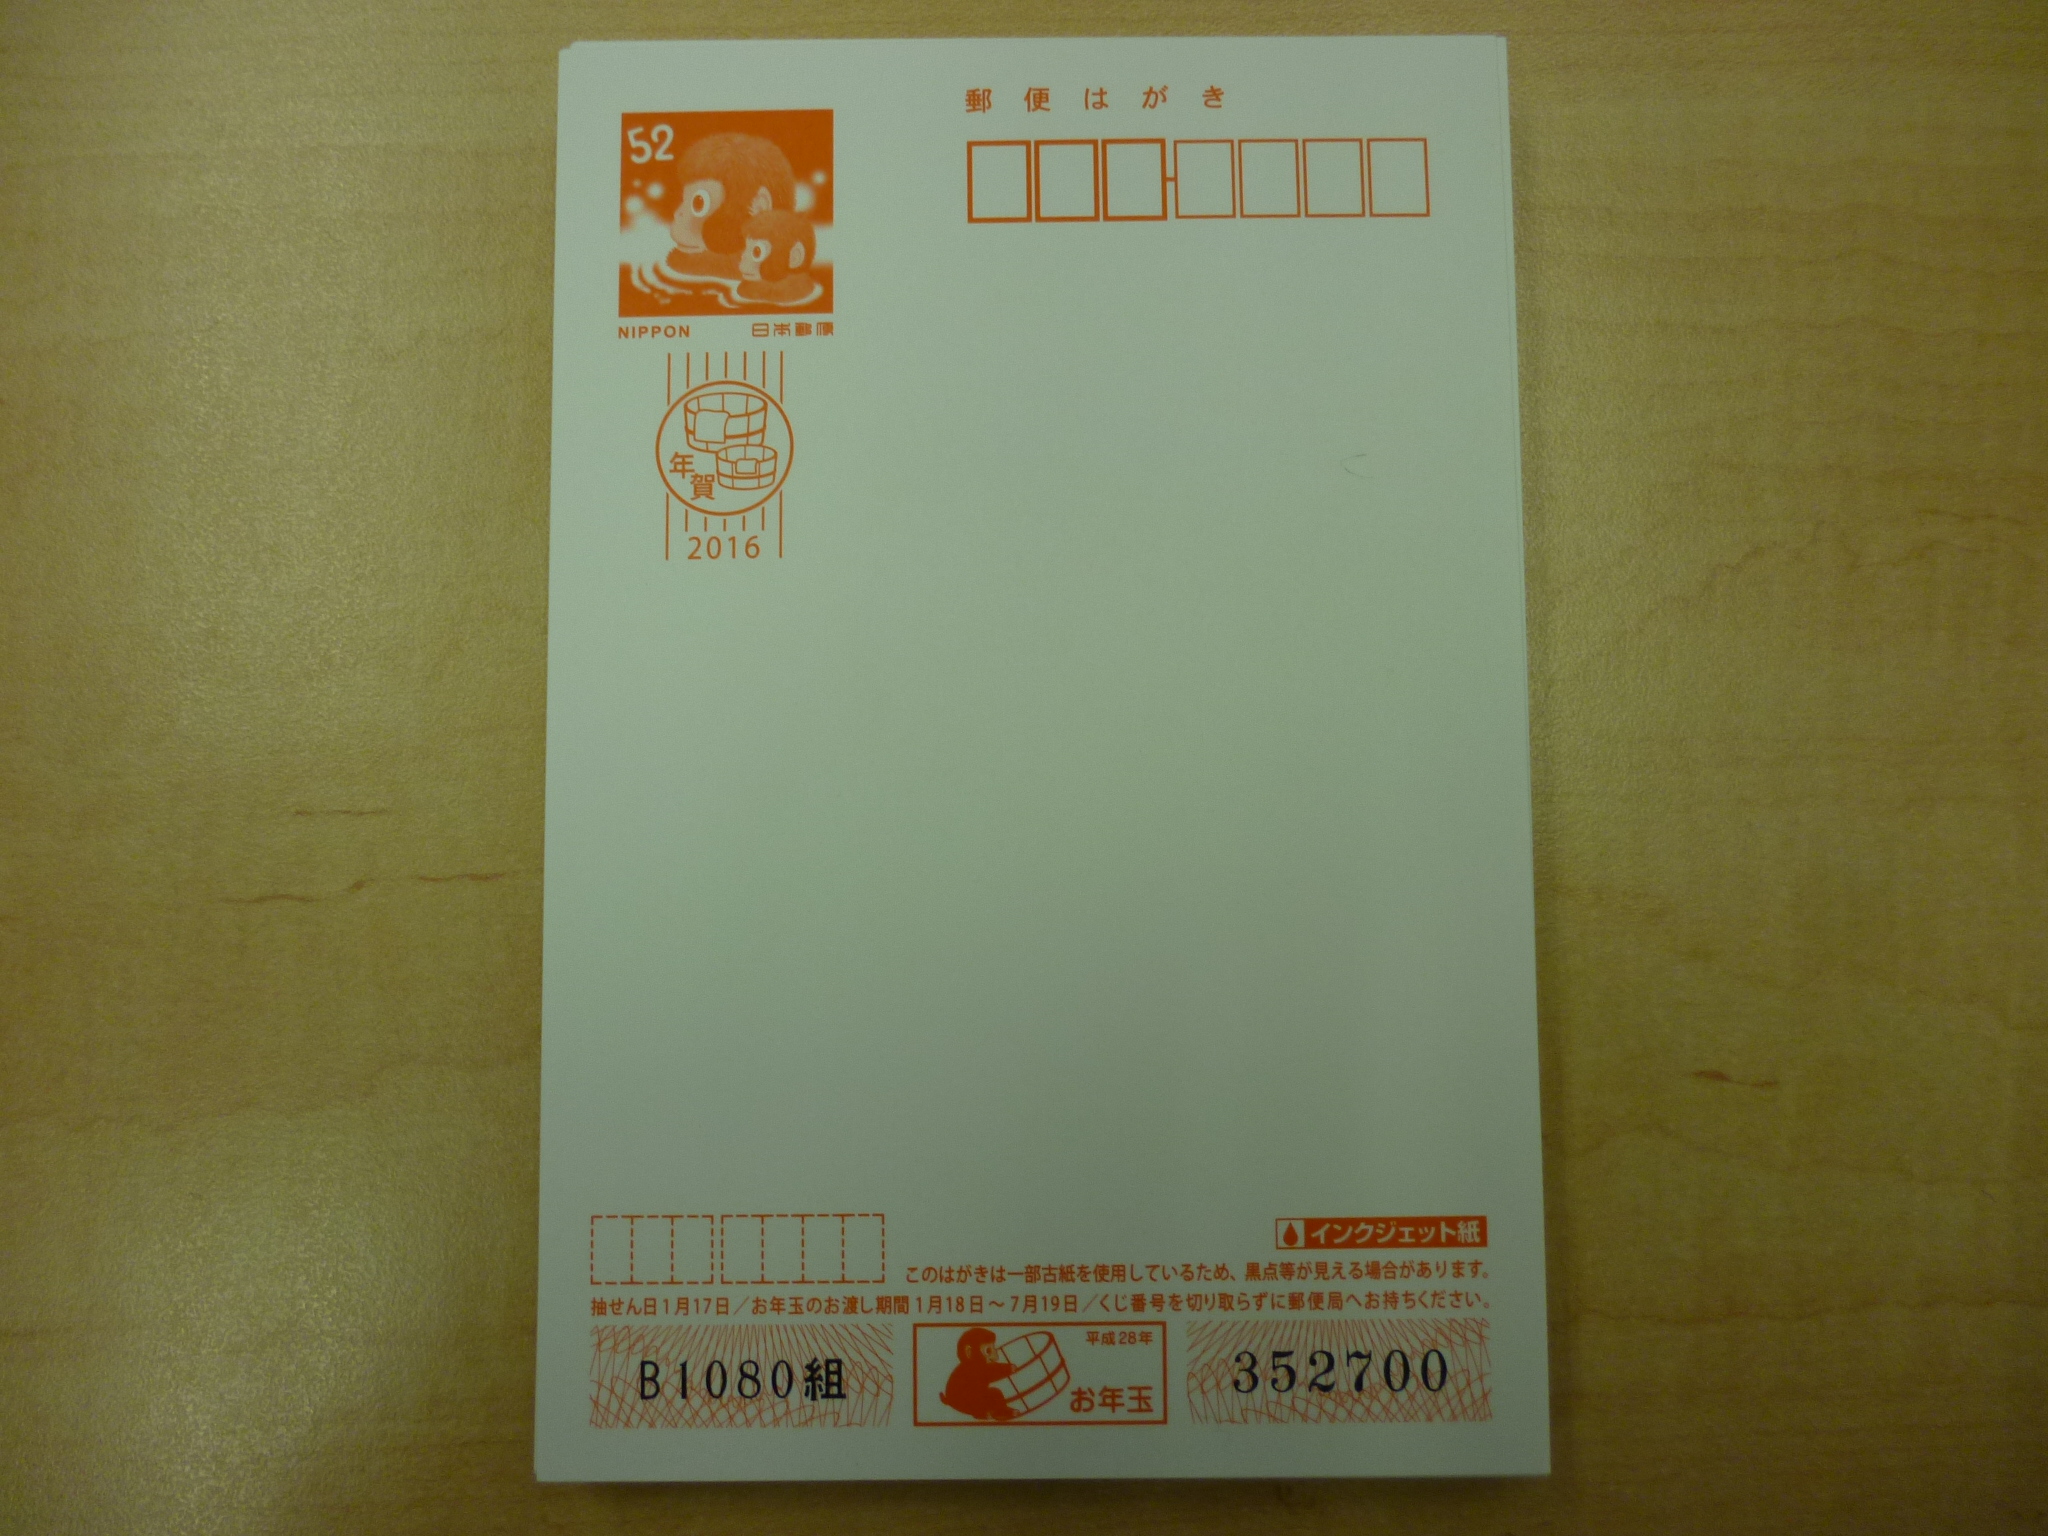 郵便はがき
52
NIPPON 日本郵便
年賀
2016
インクジェット紙
このはがきは一部古紙を使用しているため、黒点等が見える場合があります。
抽せん日1月17日／お年玉のお渡し期間1月18日～7月19日／くじ番号を切り取らずに郵便局へお持ちください。
B1080組
平成28年
お年玉
352700